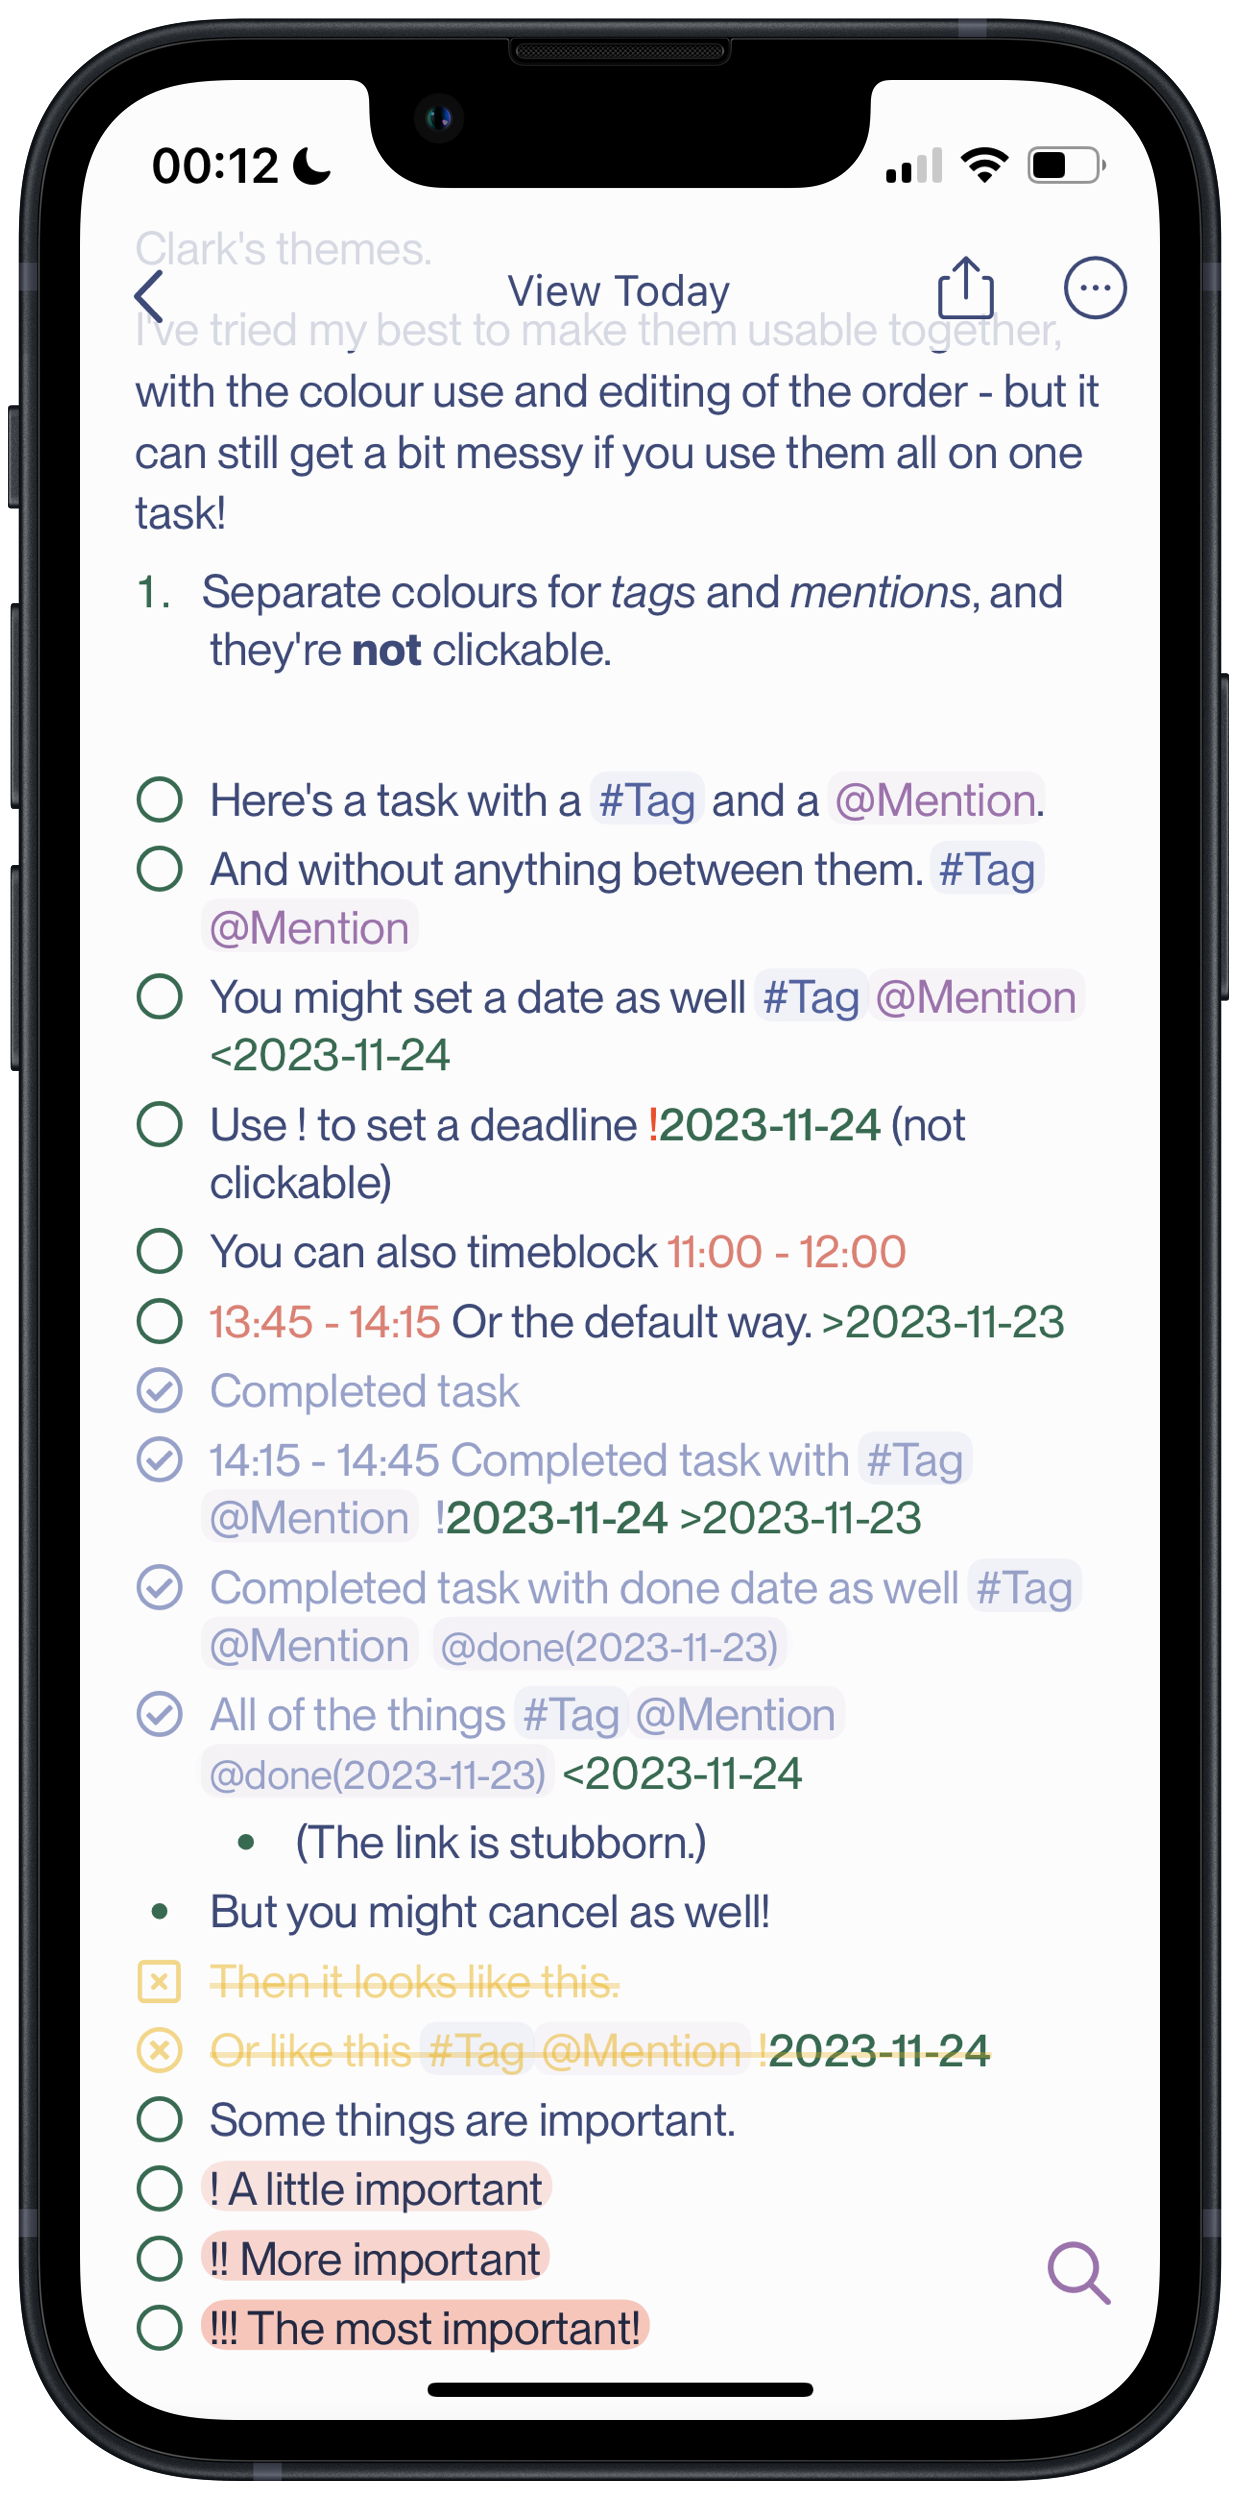 00:12
Clark's themes.
View Today
I've tried my best to make them usable together,
with the colour use and editing of the order - but it
can still get a bit messy if you use them all on one
task!
1. Separate colours for tags and mentions, and
they're not clickable.
Here's a task with a #Tag and a @Mention.
And without anything between them. #Tag
@Mention
You might set a date as well #Tag @Mention
<2023-11-24
Use ! to set a deadline !2023-11-24 (not
clickable)
You can also timeblock 11:00 - 12:00
13:45 - 14:15 Or the default way. >2023-11-23
Completed task
14:15 - 14:45 Completed task with #Tag
@Mention !2023-11-24 >2023-11-23
Completed task with done date as well #Tag
@Mention @done(2023-11-23)
All of the things #Tag @Mention
@done(2023-11-23) <2023-11-24
• (The link is stubborn.)
• But you might cancel as well!
Then it looks like this.
Or like this #Tag @Mention !2023-11-24
Some things are important.
! A little important
!! More important
!!! The most important!